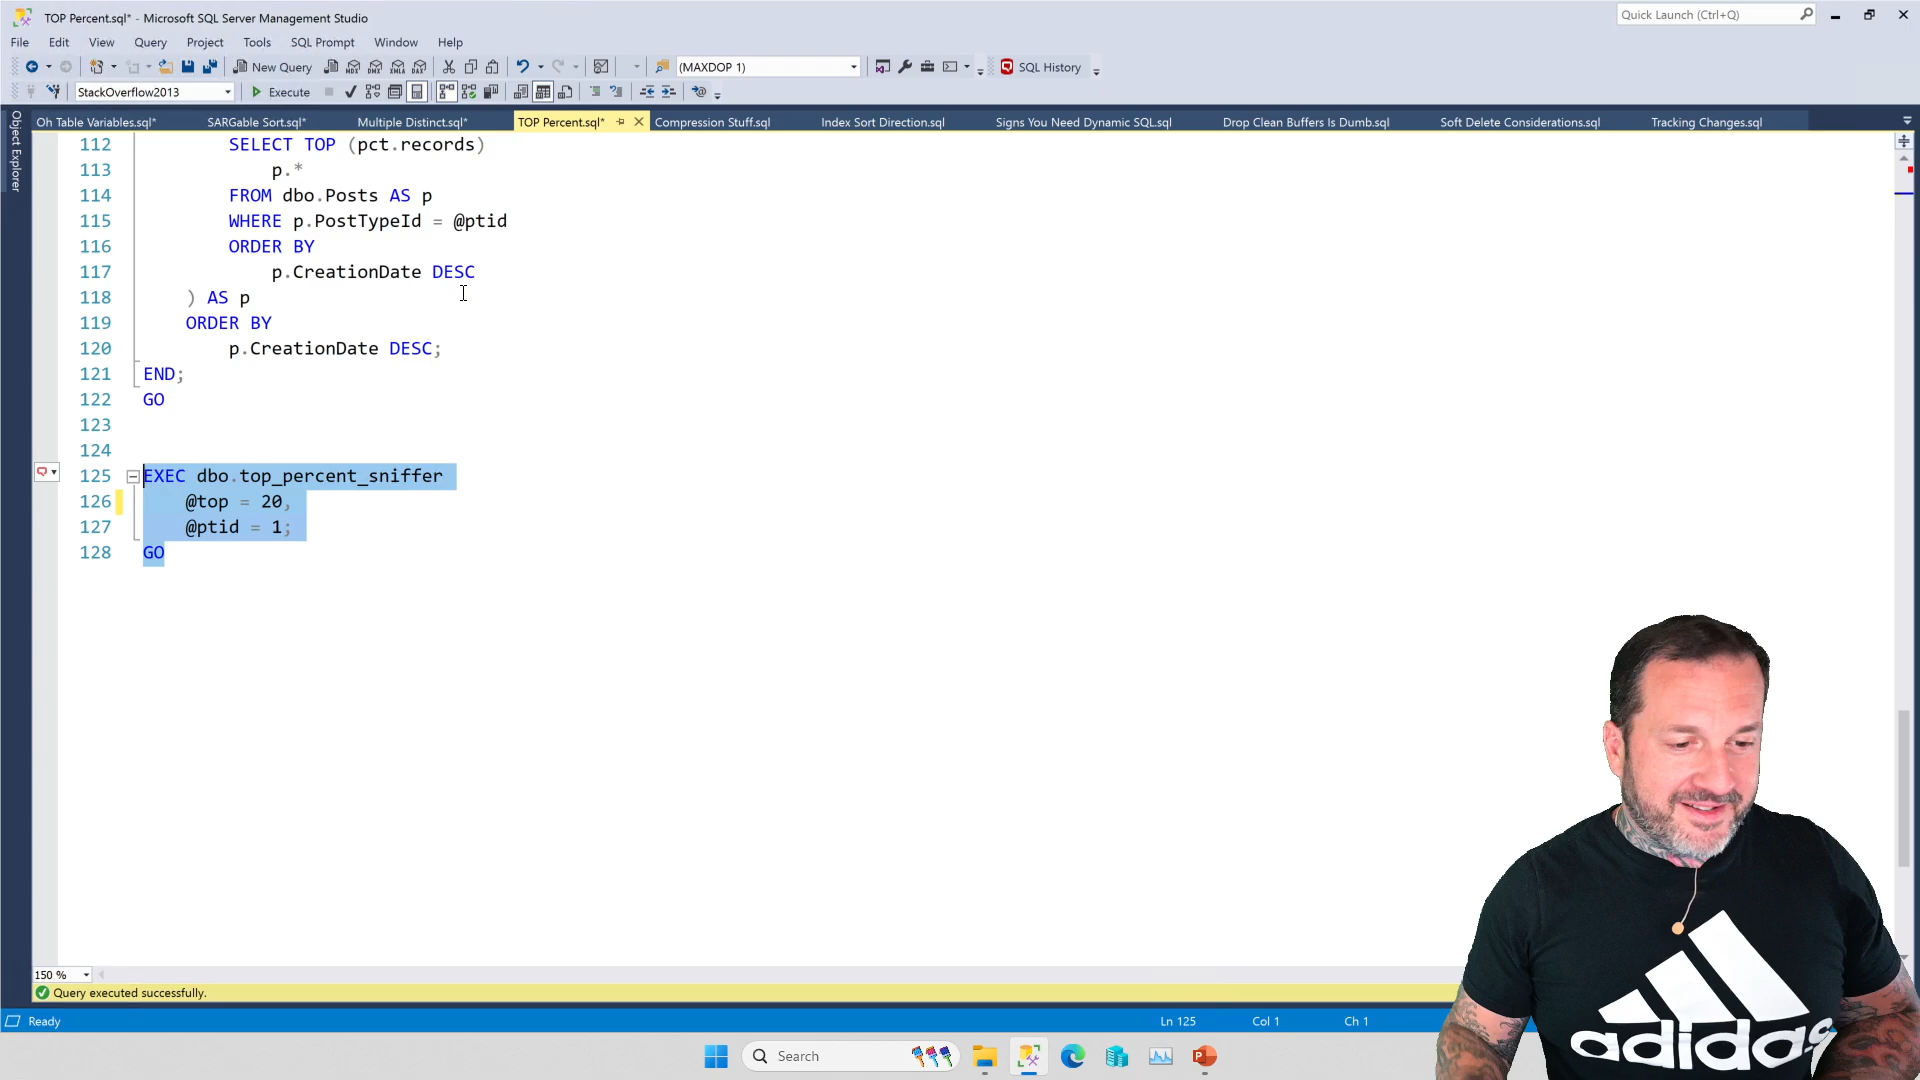 TOP Percent.sql* - Microsoft SQL Server Management Studio
Quick Launch (Ctrl+Q)
File Edit View Query Project Tools SQL Prompt Window Help
New Query
(MAXDOP 1)
SQL History
StackOverflow2013
Execute
Oh Table Variables.sql* SARGable Sort.sql* Multiple Distinct.sql* TOP Percent.sql* Compression Stuff.sql Index Sort Direction.sql Signs You Need Dynamic SQL.sql Drop Clean Buffers Is Dumb.sql Soft Delete Considerations.sql Tracking Changes.sql
Object Explorer
112 SELECT TOP (pct.records)
113 p.*
114 FROM dbo.Posts AS p
115 WHERE p.PostTypeId = @ptid
116 ORDER BY
117 p.CreationDate DESC
118 ) AS p
119 ORDER BY
120 p.CreationDate DESC;
121 END;
122 GO
123
124
125 EXEC dbo.top_percent_sniffer
126 @top = 20,
127 @ptid = 1;
128 GO
150 %
Query executed successfully.
Ready
Ln 125 Col 1 Ch 1
Search
adidas